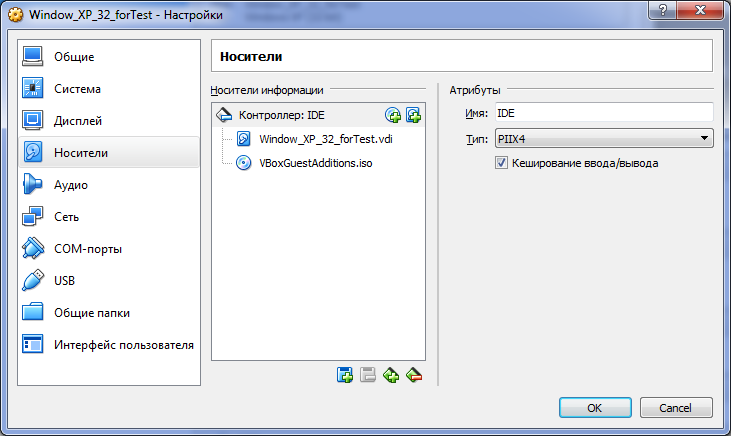 Window_XP_32_forTest - Настройки
Общие
Система
Дисплей
Носители
Аудио
Сеть
COM-порты
USB
Общие папки
Интерфейс пользователя
Носители
Носители информации
Контроллер: IDE
Window_XP_32_forTest.vdi
VBoxGuestAdditions.iso
Атрибуты
Имя: IDE
Тип: PIIX4
Кеширование ввода/вывода
OK Cancel